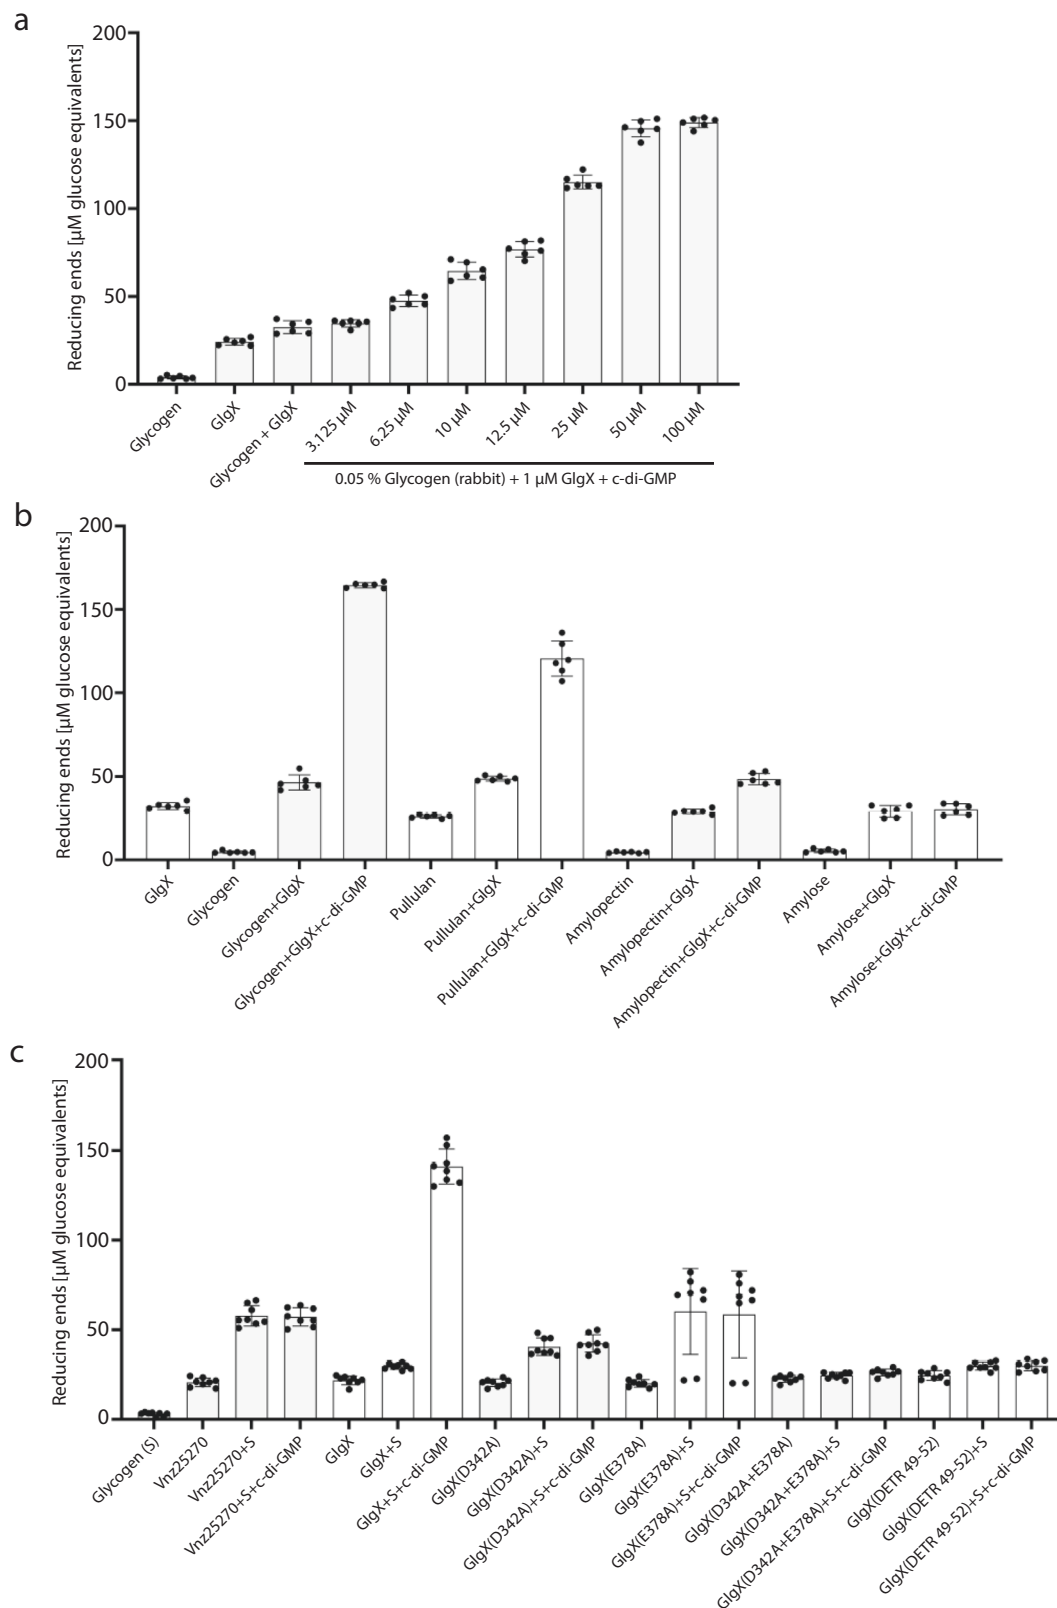 a
Reducing ends [µM glucose equivalents]
200
150
100
50
0
Glycogen
GlgX
Glycogen + GlgX
3.125 µM
6.25 µM
10 µM
12.5 µM
25 µM
50 µM
100 µM
0.05 % Glycogen (rabbit) + 1 µM GlgX + c-di-GMP
b
Reducing ends [µM glucose equivalents]
200
150
100
50
0
GlgX
Glycogen
Glycogen+GlgX
Glycogen+GlgX+c-di-GMP
Pullulan
Pullulan+GlgX
Pullulan+GlgX+c-di-GMP
Amylopectin
Amylopectin+GlgX
Amylopectin+GlgX+c-di-GMP
Amylose
Amylose+GlgX
Amylose+GlgX+c-di-GMP
c
Reducing ends [µM glucose equivalents]
200
150
100
50
0
Glycogen (S)
Vnz25270
Vnz25270+S
Vnz25270+S+c-di-GMP
GlgX
GlgX+S
GlgX+S+c-di-GMP
GlgX(D342A)
GlgX(D342A)+S
GlgX(D342A)+S+c-di-GMP
GlgX(E378A)
GlgX(E378A)+S
GlgX(E378A)+S+c-di-GMP
GlgX(D342A+E378A)
GlgX(D342A+E378A)+S
GlgX(D342A+E378A)+S+c-di-GMP
GlgX(DETR 49-52)
GlgX(DETR 49-52)+S
GlgX(DETR 49-52)+S+c-di-GMP